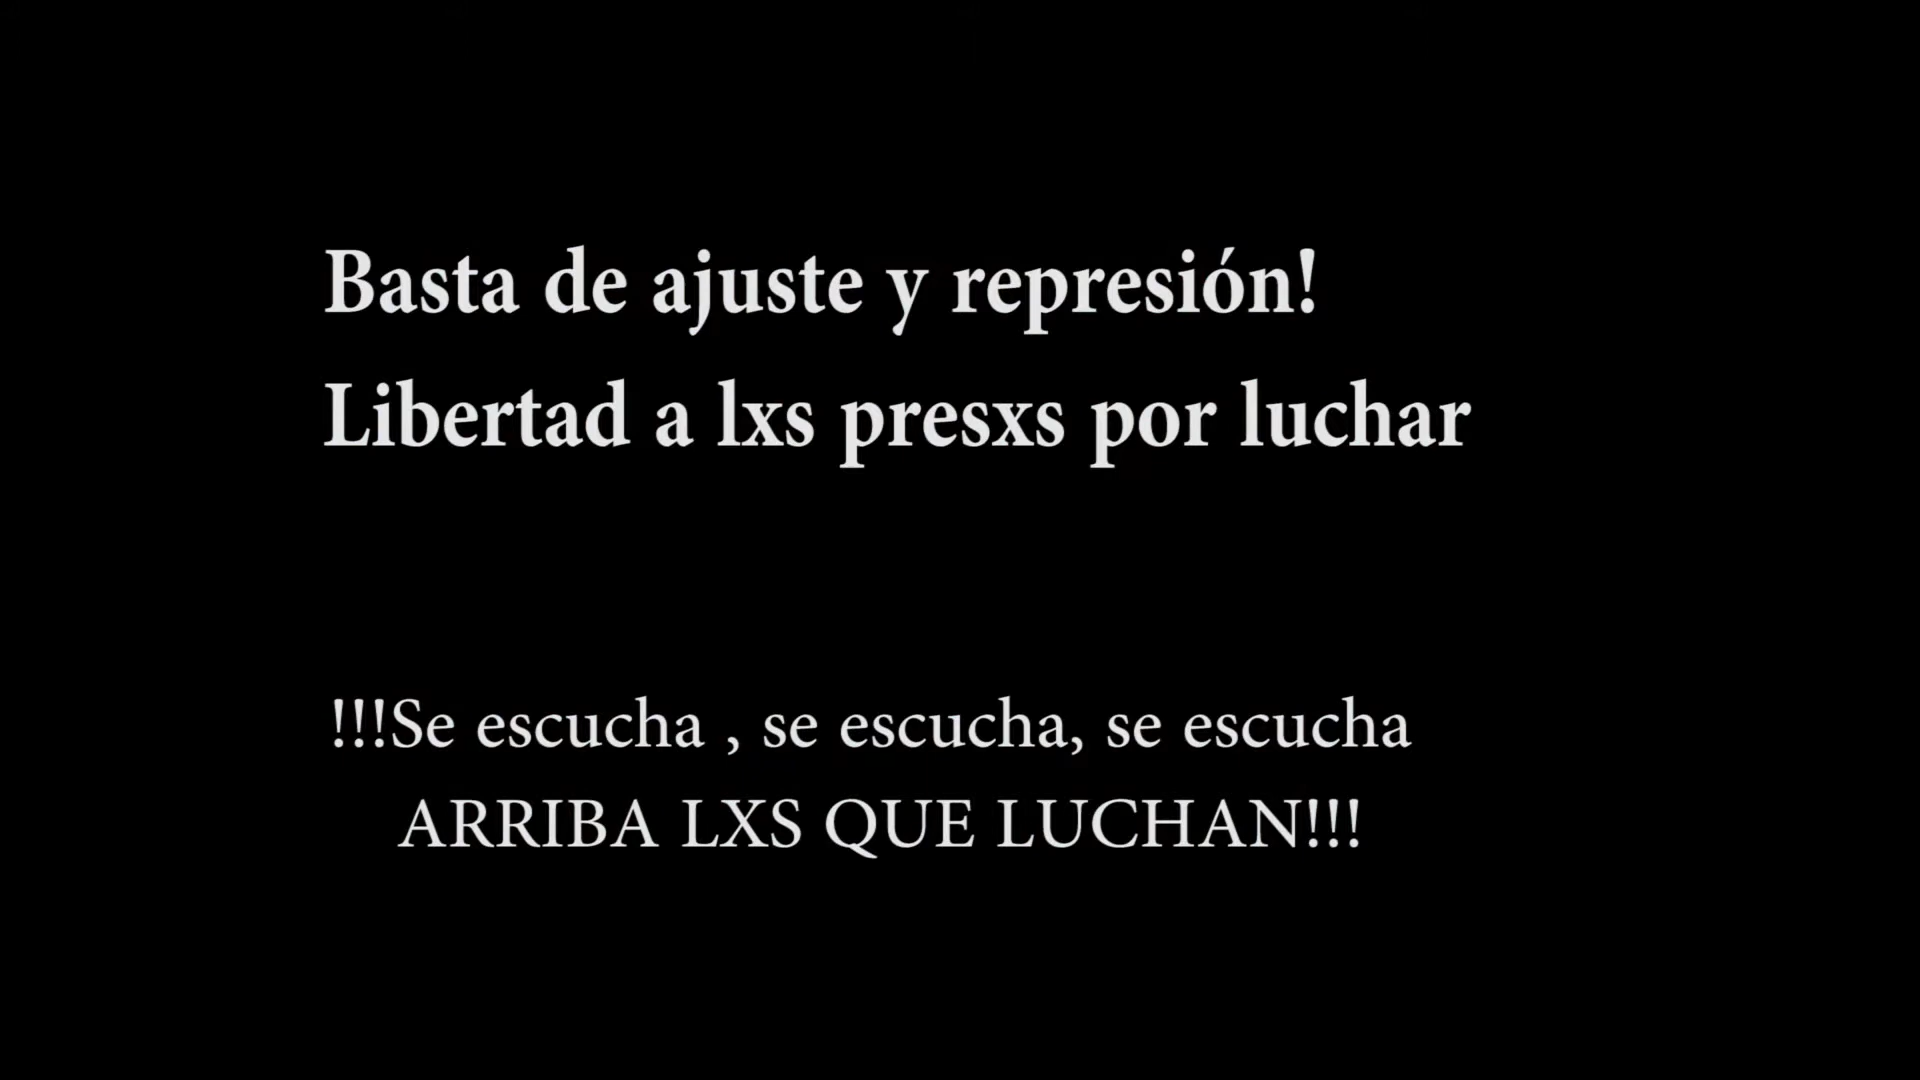 Basta de ajuste y represión!
Libertad a lxs presxs por luchar
!!!Se escucha , se escucha, se escucha
ARRIBA LXS QUE LUCHAN!!!